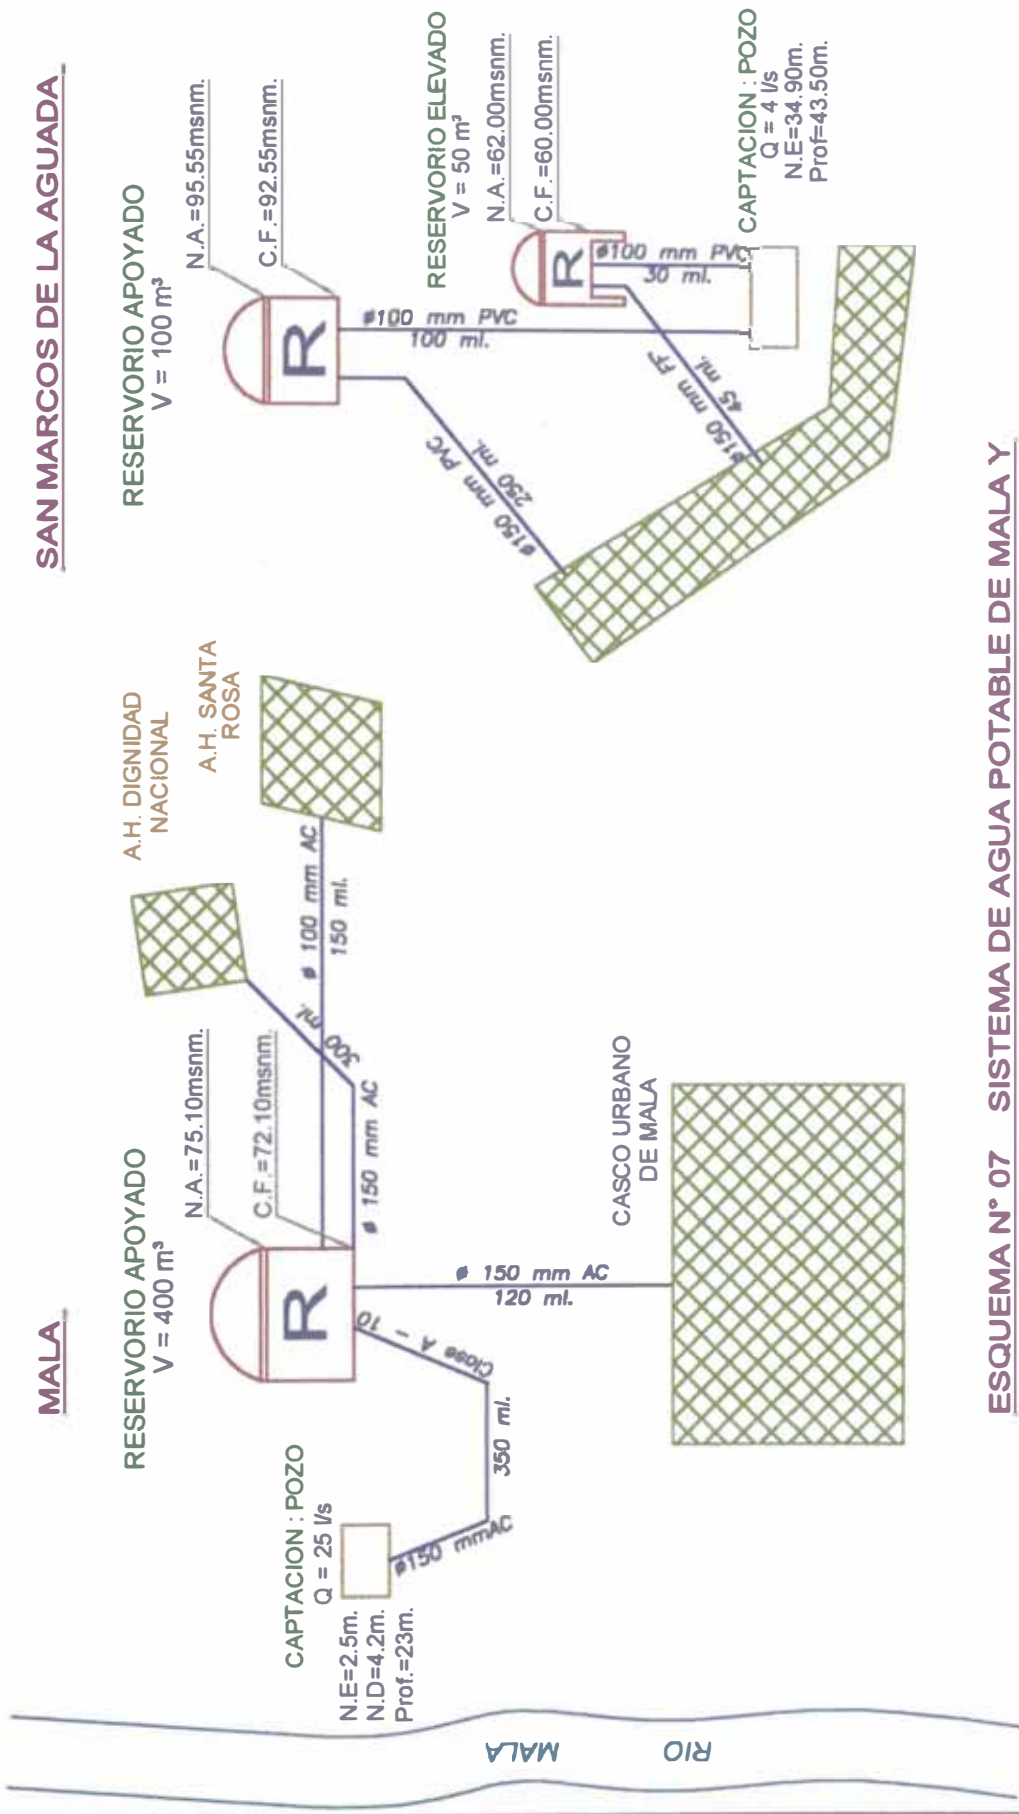 MALA
SAN MARCOS DE LA AGUADA
RESERVORIO APOYADO
V = 400 m³
N.A.=75.10msnm.
C.F.=72.10msnm.
R
CAPTACION : POZO
Q = 25 l/s
N.E=2.5m.
N.D=4.2m.
Prof.=23m.
ø150 mmAC
350 ml.
Clase A - 10
ø 150 mm AC
120 ml.
ø 150 mm AC
300 ml.
ø 100 mm AC
150 ml.
A.H. DIGNIDAD
NACIONAL
A.H. SANTA
ROSA
CASCO URBANO
DE MALA
RIO MALA
RESERVORIO APOYADO
V = 100 m³
N.A.=95.55msnm.
C.F.=92.55msnm.
R
ø100 mm PVC
100 ml.
ø150 mm PVC
250 ml.
RESERVORIO ELEVADO
V = 50 m³
N.A.=62.00msnm.
C.F.=60.00msnm.
R
ø100 mm PVC
30 ml.
ø150 mm FF
45 ml.
CAPTACION : POZO
Q = 4 l/s
N.E=34.90m.
Prof=43.50m.
ESQUEMA N° 07 SISTEMA DE AGUA POTABLE DE MALA Y